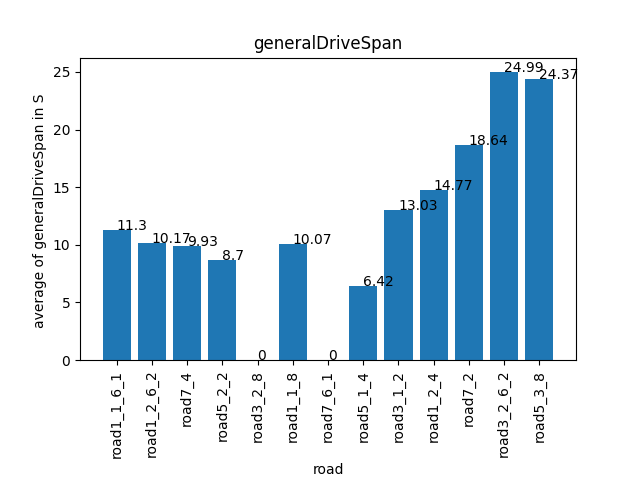 generalDriveSpan
average of generalDriveSpan in S
25
20
15
10
5
0
11.3
10.17
9.93
8.7
0
10.07
0
6.42
13.03
14.77
18.64
24.99
24.37
road1_1_6_1
road1_2_6_2
road7_4
road5_2_2
road3_2_8
road1_1_8
road7_6_1
road5_1_4
road3_1_2
road1_2_4
road7_2
road3_2_6_2
road5_3_8
road